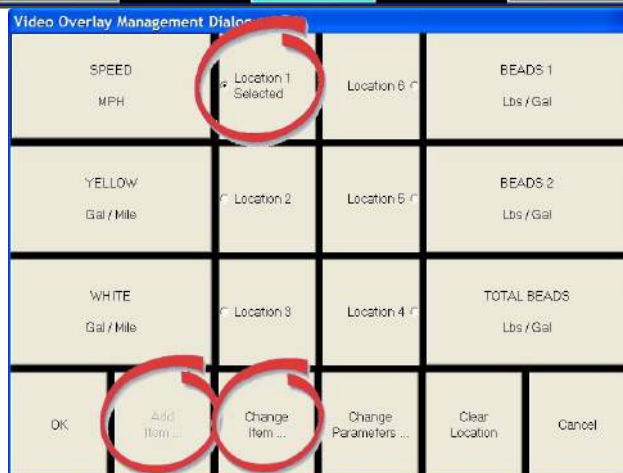 Video Overlay Management Dialog
SPEED
MPH
Location 1
Selected
Location 6
BEADS 1
Lbs / Gal
YELLOW
Gal / Mile
Location 2
Location 5
BEADS 2
Lbs / Gal
WHITE
Gal / Mile
Location 3
Location 4
TOTAL BEADS
Lbs / Gal
OK
Add
Item ...
Change
Item ...
Change
Parameters ...
Clear
Location
Cancel